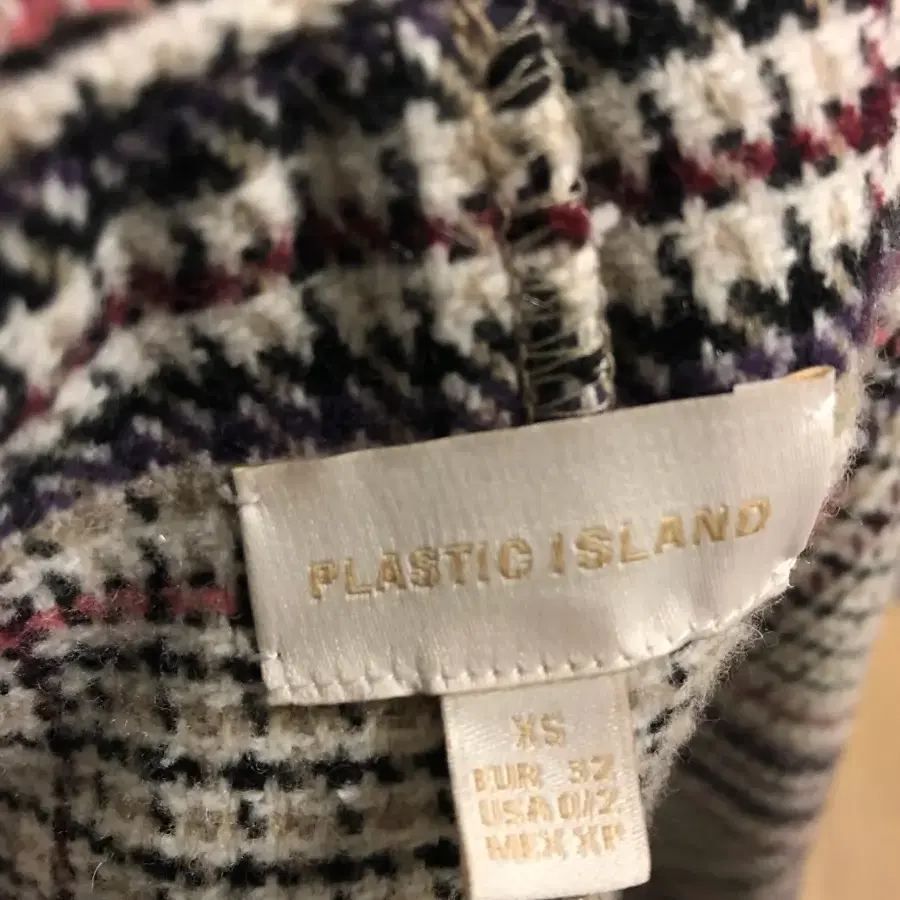 PLASTIC ISLAND
XS
EUR 32
USA 0/2
MEX XP